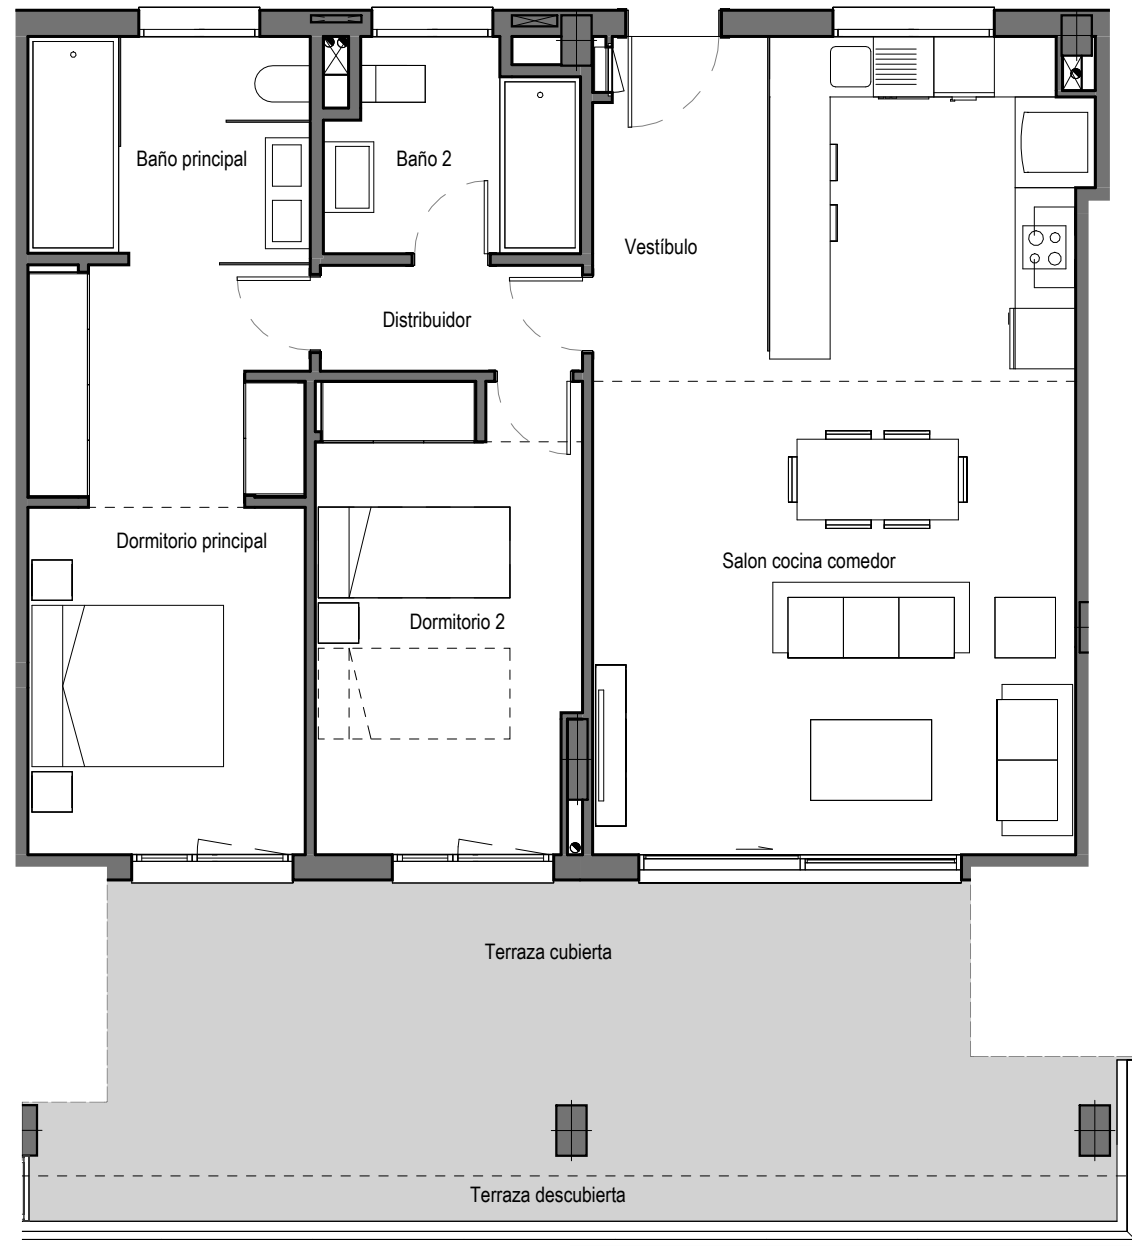 Baño principal
Baño 2
Vestíbulo
Distribuidor
Dormitorio principal
Salon cocina comedor
Dormitorio 2
Terraza cubierta
Terraza descubierta